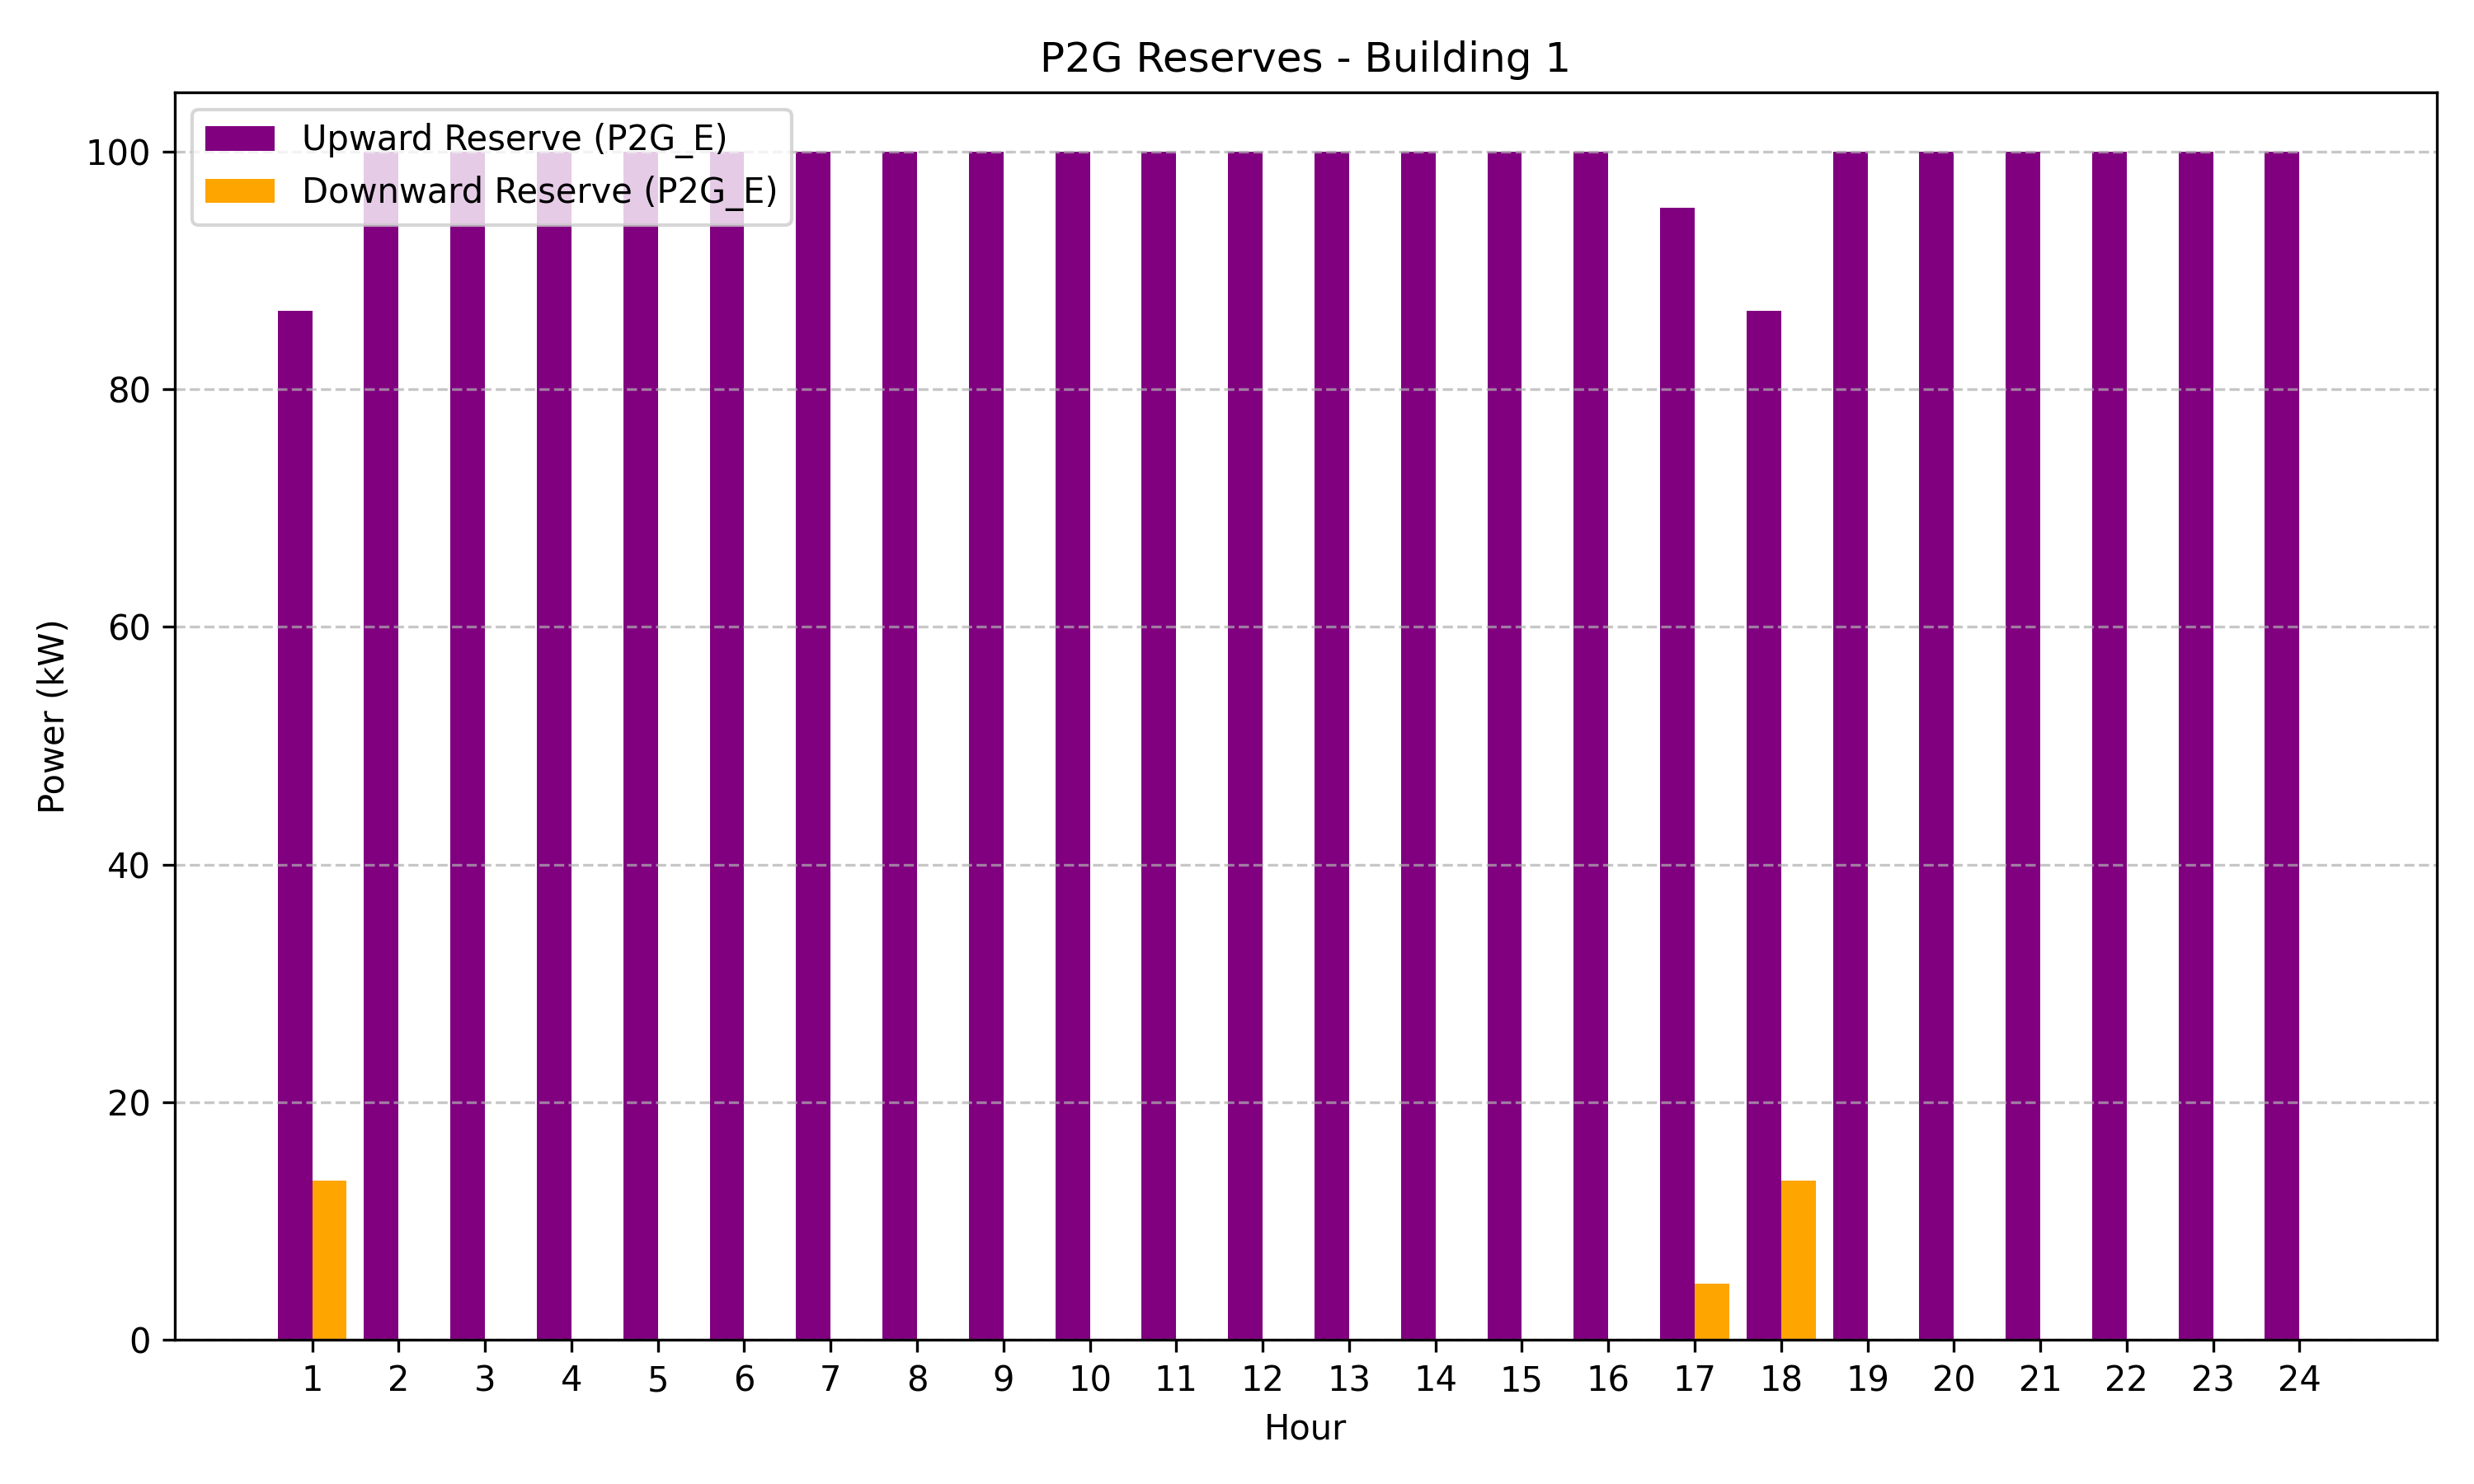 P2G Reserves - Building 1
Upward Reserve (P2G_E)
Downward Reserve (P2G_E)
100
80
60
40
20
0
Power (kW)
1 2 3 4 5 6 7 8 9 10 11 12 13 14 15 16 17 18 19 20 21 22 23 24
Hour